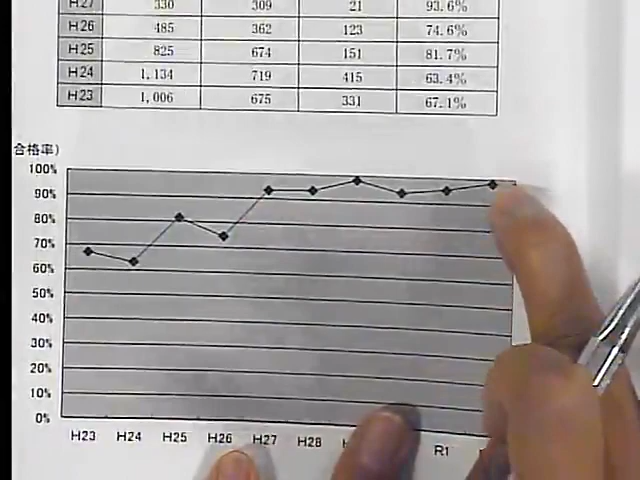 H27 330 309 21 93.6%
H26 485 362 123 74.6%
H25 825 674 151 81.7%
H24 1,134 719 415 63.4%
H23 1,006 675 331 67.1%
合格率)
100%
90%
80%
70%
60%
50%
40%
30%
20%
10%
0%
H23 H24 H25 H26 H27 H28 R1